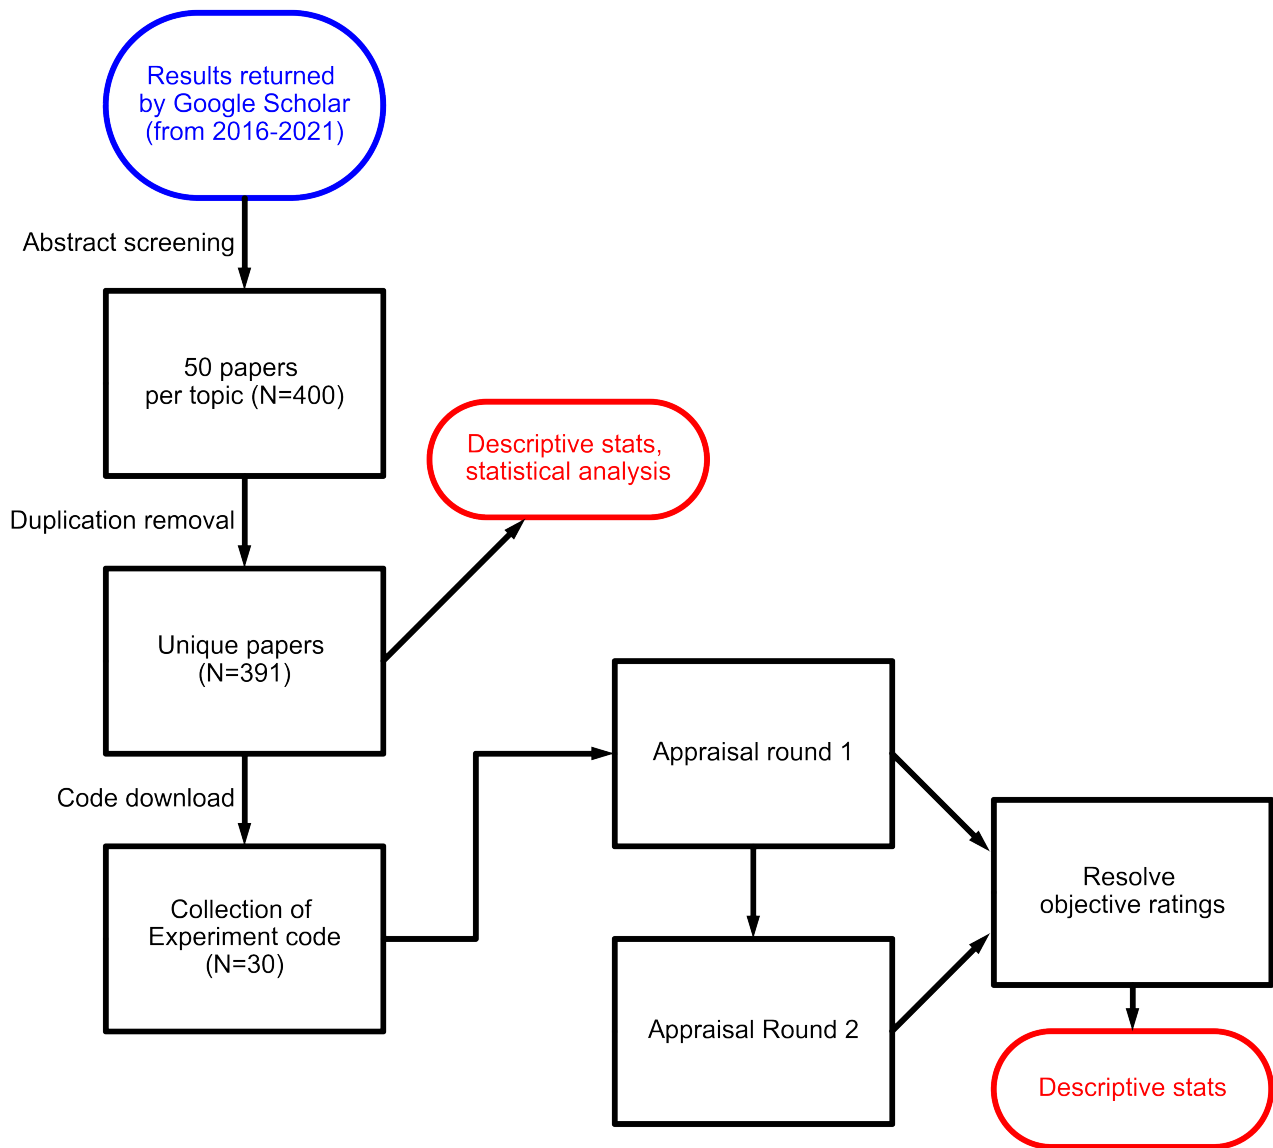 Results returned
by Google Scholar
(from 2016-2021)
Abstract screening
50 papers
per topic (N=400)
Duplication removal
Descriptive stats,
statistical analysis
Unique papers
(N=391)
Code download
Collection of
Experiment code
(N=30)
Appraisal round 1
Appraisal Round 2
Resolve
objective ratings
Descriptive stats